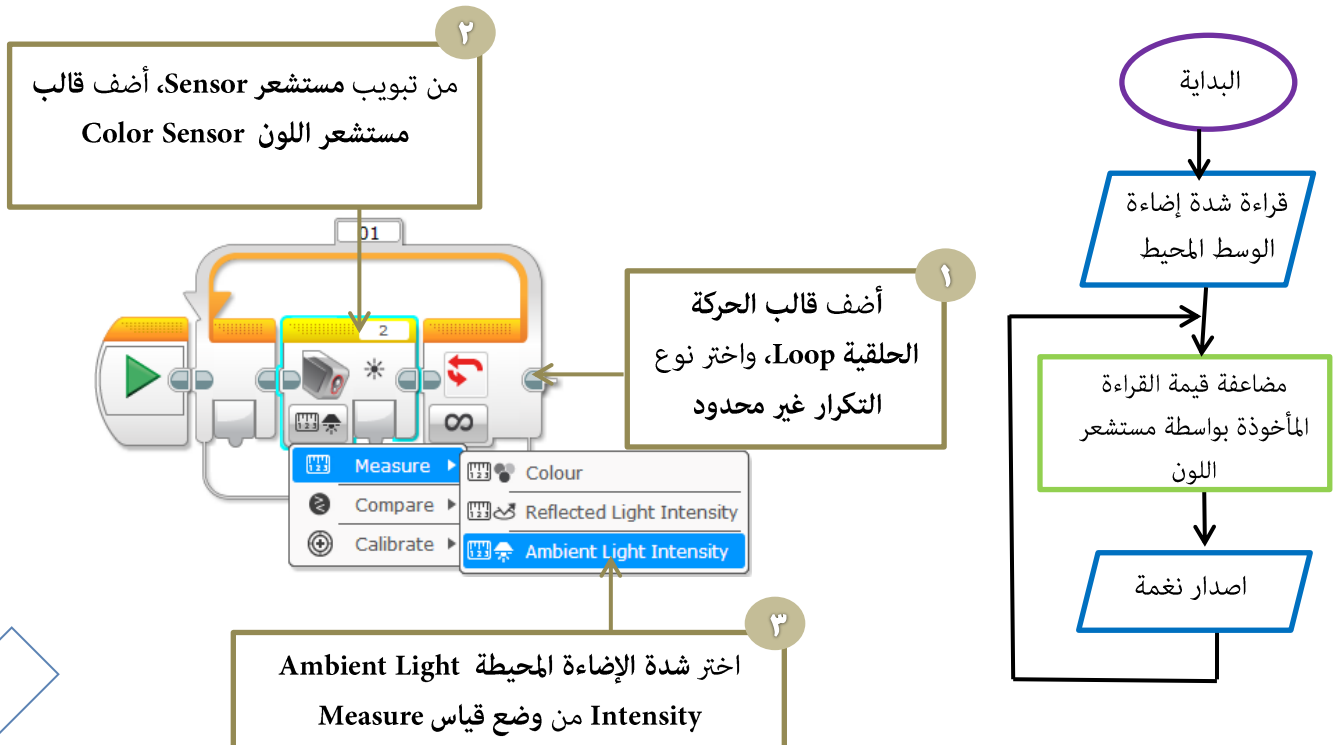 ٢
من تبويب مستشعر Sensor، أضف قالب
مستشعر اللون Color Sensor
البداية
قراءة شدة إضاءة
الوسط المحيط
مضاعفة قيمة القراءة
المأخوذة بواسطة مستشعر
اللون
اصدار نغمة
١
أضف قالب الحركة
الحلقية Loop، واختر نوع
التكرار غير محدود
01
2
Measure
Compare
Calibrate
Colour
Reflected Light Intensity
Ambient Light Intensity
٣
اختر شدة الإضاءة المحيطة Ambient Light
Intensity من وضع قياس Measure